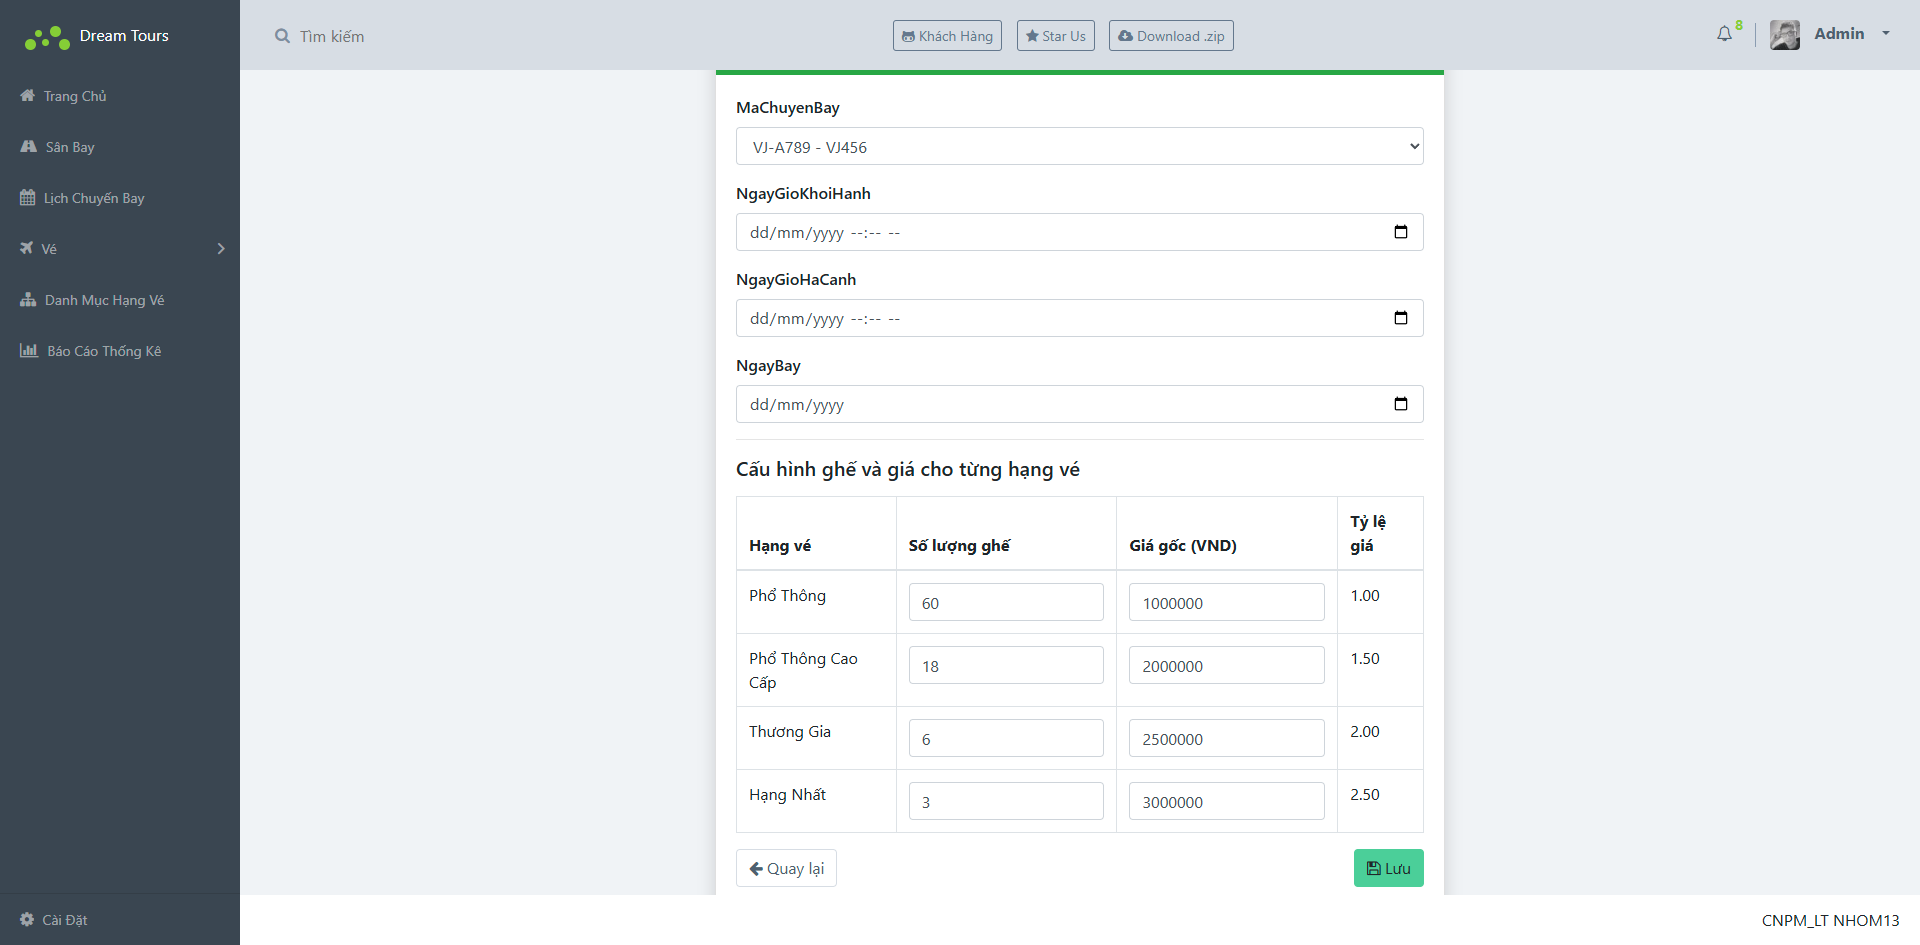 Dream Tours
Tìm kiếm
Khách Hàng
Star Us
Download .zip
8
Admin
Trang Chủ
Sân Bay
Lịch Chuyến Bay
Vé
Danh Mục Hạng Vé
Báo Cáo Thống Kê
MaChuyenBay
VJ-A789 - VJ456
NgayGioKhoiHanh
dd/mm/yyyy --:-- --
NgayGioHaCanh
dd/mm/yyyy --:-- --
NgayBay
dd/mm/yyyy
Cấu hình ghế và giá cho từng hạng vé
Hạng vé Số lượng ghế Giá gốc (VND) Tỷ lệ giá
Phổ Thông 60 1000000 1.00
Phổ Thông Cao Cấp 18 2000000 1.50
Thương Gia 6 2500000 2.00
Hạng Nhất 3 3000000 2.50
Quay lại
Lưu
Cài Đặt
CNPM_LT NHOM13